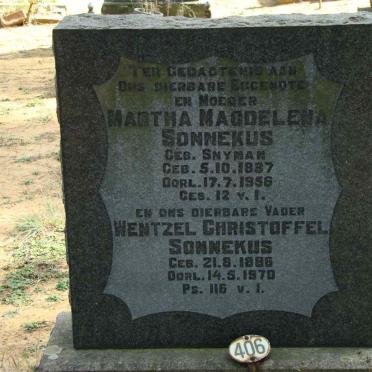 Ter Gedagtenis aan
Ons dierbare Eggenote
en Moeder
Martha Magdelena
Sonnekus
Geb. Snyman
Geb. 5.10.1887
Oorl. 17.7.1956
Ges. 12 v. 1.
en ons dierbare Vader
Wentzel Christoffel
Sonnekus
Geb. 21.8.1886
Oorl. 14.5.1970
Ps. 116 v. 1.
406